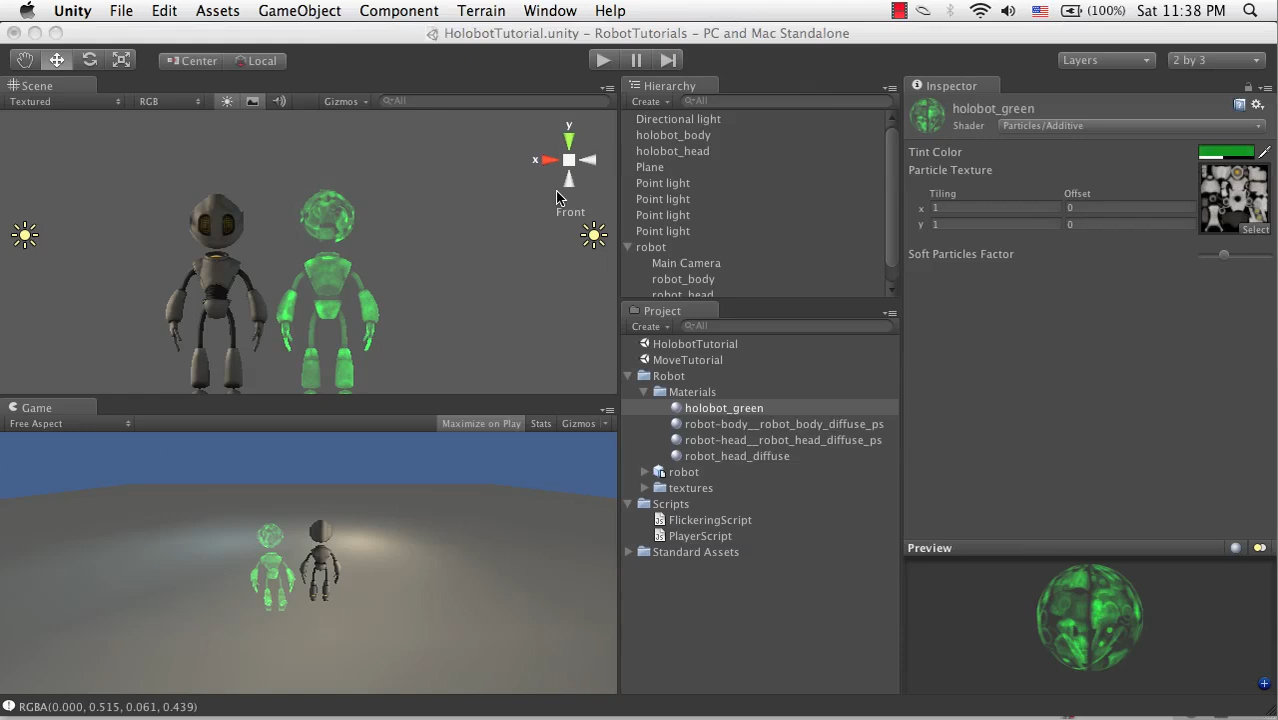 Unity File Edit Assets GameObject Component Terrain Window Help (100%) Sat 11:38 PM
HolobotTutorial.unity - RobotTutorials - PC and Mac Standalone
Center Local Layers 2 by 3
Scene
Textured RGB Gizmos All
y
x
Front
Game
Free Aspect Maximize on Play Stats Gizmos
Hierarchy
Create All
Directional light
holobot_body
holobot_head
Plane
Point light
Point light
Point light
Point light
robot
Main Camera
robot_body
robot_head
Project
Create All
HolobotTutorial
MoveTutorial
Robot
Materials
holobot_green
robot-body__robot_body_diffuse_ps
robot-head__robot_head_diffuse_ps
robot_head_diffuse
robot
textures
Scripts
JS FlickeringScript
JS PlayerScript
Standard Assets
Inspector
holobot_green
Shader Particles/Additive
Tint Color
Particle Texture
Tiling Offset
x 1 0
y 1 0
Select
Soft Particles Factor
Preview
RGBA(0.000, 0.515, 0.061, 0.439)